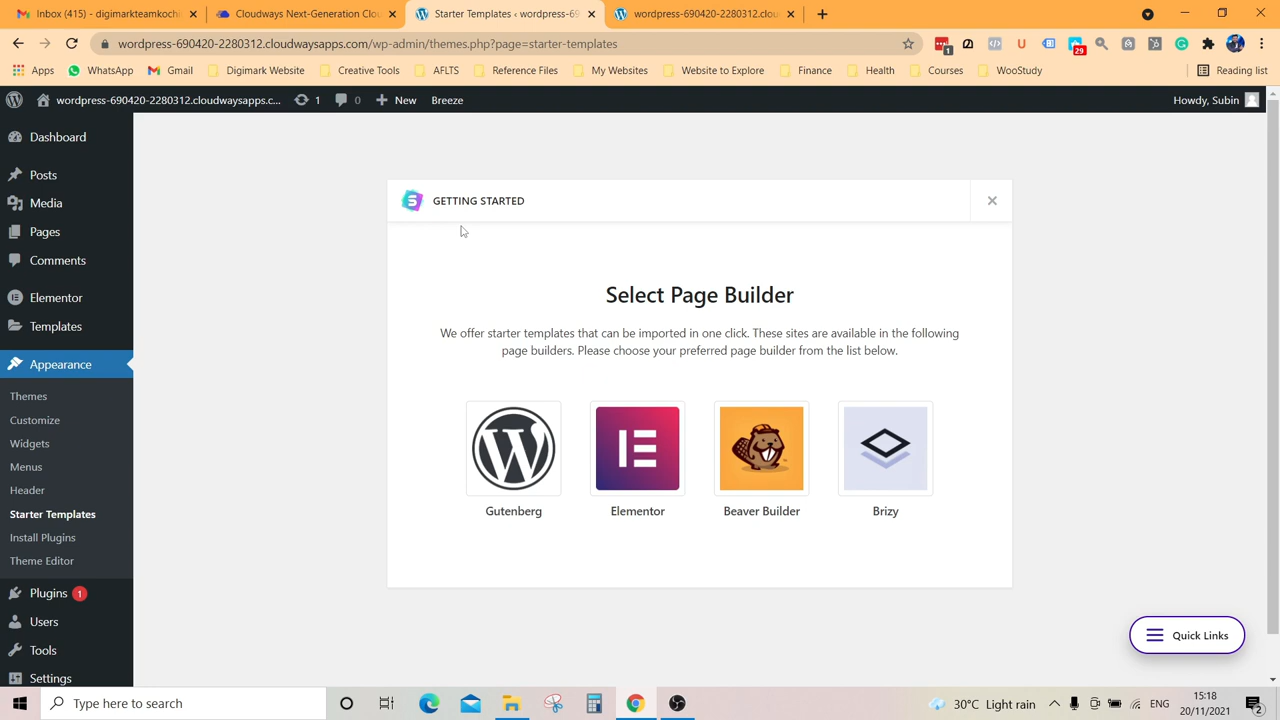 Inbox (415) - digimarkteamkochi
Cloudways Next-Generation Clou
Starter Templates ‹ wordpress-69
wordpress-690420-2280312.clou
wordpress-690420-2280312.cloudwaysapps.com/wp-admin/themes.php?page=starter-templates
1
29
Apps
WhatsApp
Gmail
Digimark Website
Creative Tools
AFLTS
Reference Files
My Websites
Website to Explore
Finance
Health
Courses
WooStudy
Reading list
wordpress-690420-2280312.cloudwaysapps.c...
1
0
New
Breeze
Howdy, Subin
Dashboard
Posts
Media
Pages
Comments
Elementor
Templates
Appearance
Themes
Customize
Widgets
Menus
Header
Starter Templates
Install Plugins
Theme Editor
Plugins 1
Users
Tools
Settings
GETTING STARTED
Select Page Builder
We offer starter templates that can be imported in one click. These sites are available in the following
page builders. Please choose your preferred page builder from the list below.
Gutenberg
Elementor
Beaver Builder
Brizy
Quick Links
Type here to search
30°C Light rain
ENG
15:18
20/11/2021
2